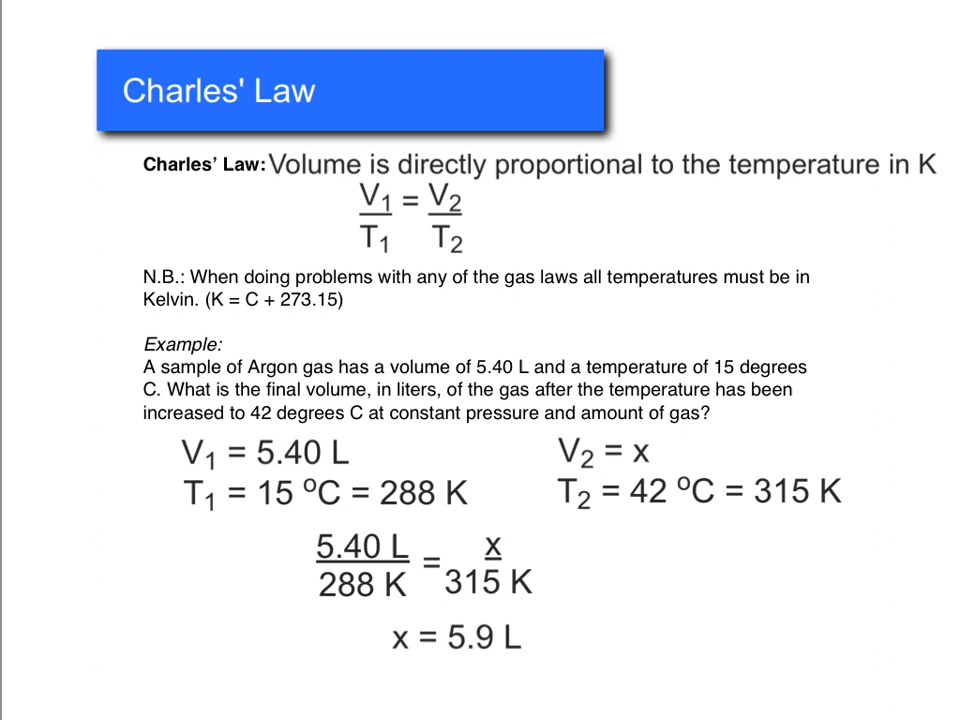 Charles' Law
Charles’ Law: Volume is directly proportional to the temperature in K
V₁ = V₂
T₁ T₂
N.B.: When doing problems with any of the gas laws all temperatures must be in
Kelvin. (K = C + 273.15)
Example:
A sample of Argon gas has a volume of 5.40 L and a temperature of 15 degrees
C. What is the final volume, in liters, of the gas after the temperature has been
increased to 42 degrees C at constant pressure and amount of gas?
V₁ = 5.40 L
T₁ = 15 ⁰C = 288 K
V₂ = x
T₂ = 42 ⁰C = 315 K
5.40 L = x
288 K 315 K
x = 5.9 L